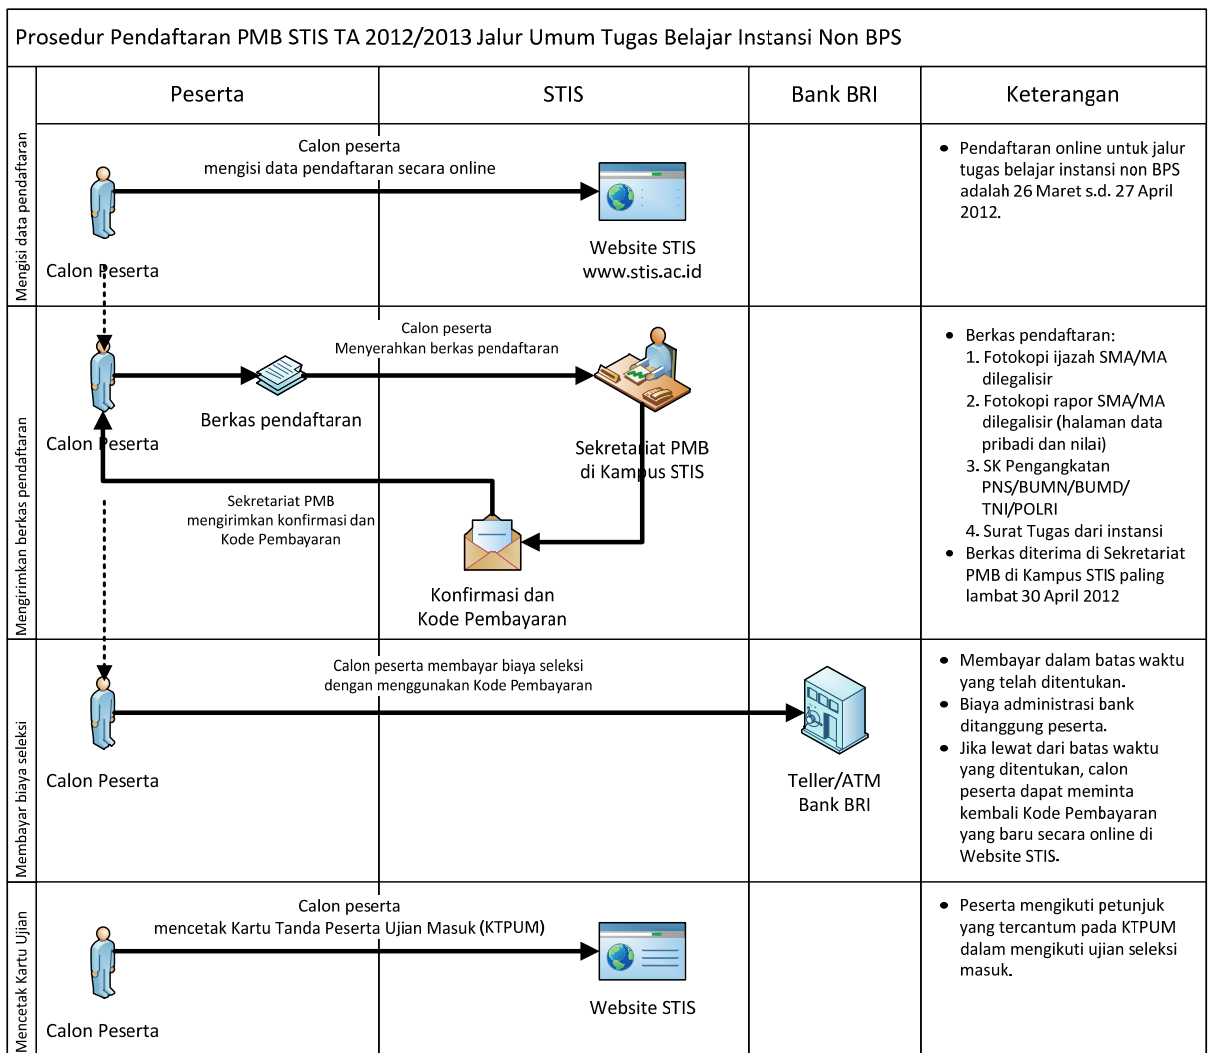 Prosedur Pendaftaran PMB STIS TA 2012/2013 Jalur Umum Tugas Belajar Instansi Non BPS
Peserta
STIS
Bank BRI
Keterangan
Mengisi data pendaftaran
Calon peserta
mengisi data pendaftaran secara online
Calon Peserta
Website STIS
www.stis.ac.id
• Pendaftaran online untuk jalur
tugas belajar instansi non BPS
adalah 26 Maret s.d. 27 April
2012.
Mengirimkan berkas pendaftaran
Calon peserta
Menyerahkan berkas pendaftaran
Calon Peserta
Berkas pendaftaran
Sekretariat PMB
di Kampus STIS
Sekretariat PMB
mengirimkan konfirmasi dan
Kode Pembayaran
Konfirmasi dan
Kode Pembayaran
• Berkas pendaftaran:
1. Fotokopi ijazah SMA/MA
dilegalisir
2. Fotokopi rapor SMA/MA
dilegalisir (halaman data
pribadi dan nilai)
3. SK Pengangkatan
PNS/BUMN/BUMD/
TNI/POLRI
4. Surat Tugas dari instansi
• Berkas diterima di Sekretariat
PMB di Kampus STIS paling
lambat 30 April 2012
Membayar biaya seleksi
Calon peserta membayar biaya seleksi
dengan menggunakan Kode Pembayaran
Calon Peserta
Teller/ATM
Bank BRI
• Membayar dalam batas waktu
yang telah ditentukan.
• Biaya administrasi bank
ditanggung peserta.
• Jika lewat dari batas waktu
yang ditentukan, calon
peserta dapat meminta
kembali Kode Pembayaran
yang baru secara online di
Website STIS.
Mencetak Kartu Ujian
Calon peserta
mencetak Kartu Tanda Peserta Ujian Masuk (KTPUM)
Calon Peserta
Website STIS
• Peserta mengikuti petunjuk
yang tercantum pada KTPUM
dalam mengikuti ujian seleksi
masuk.